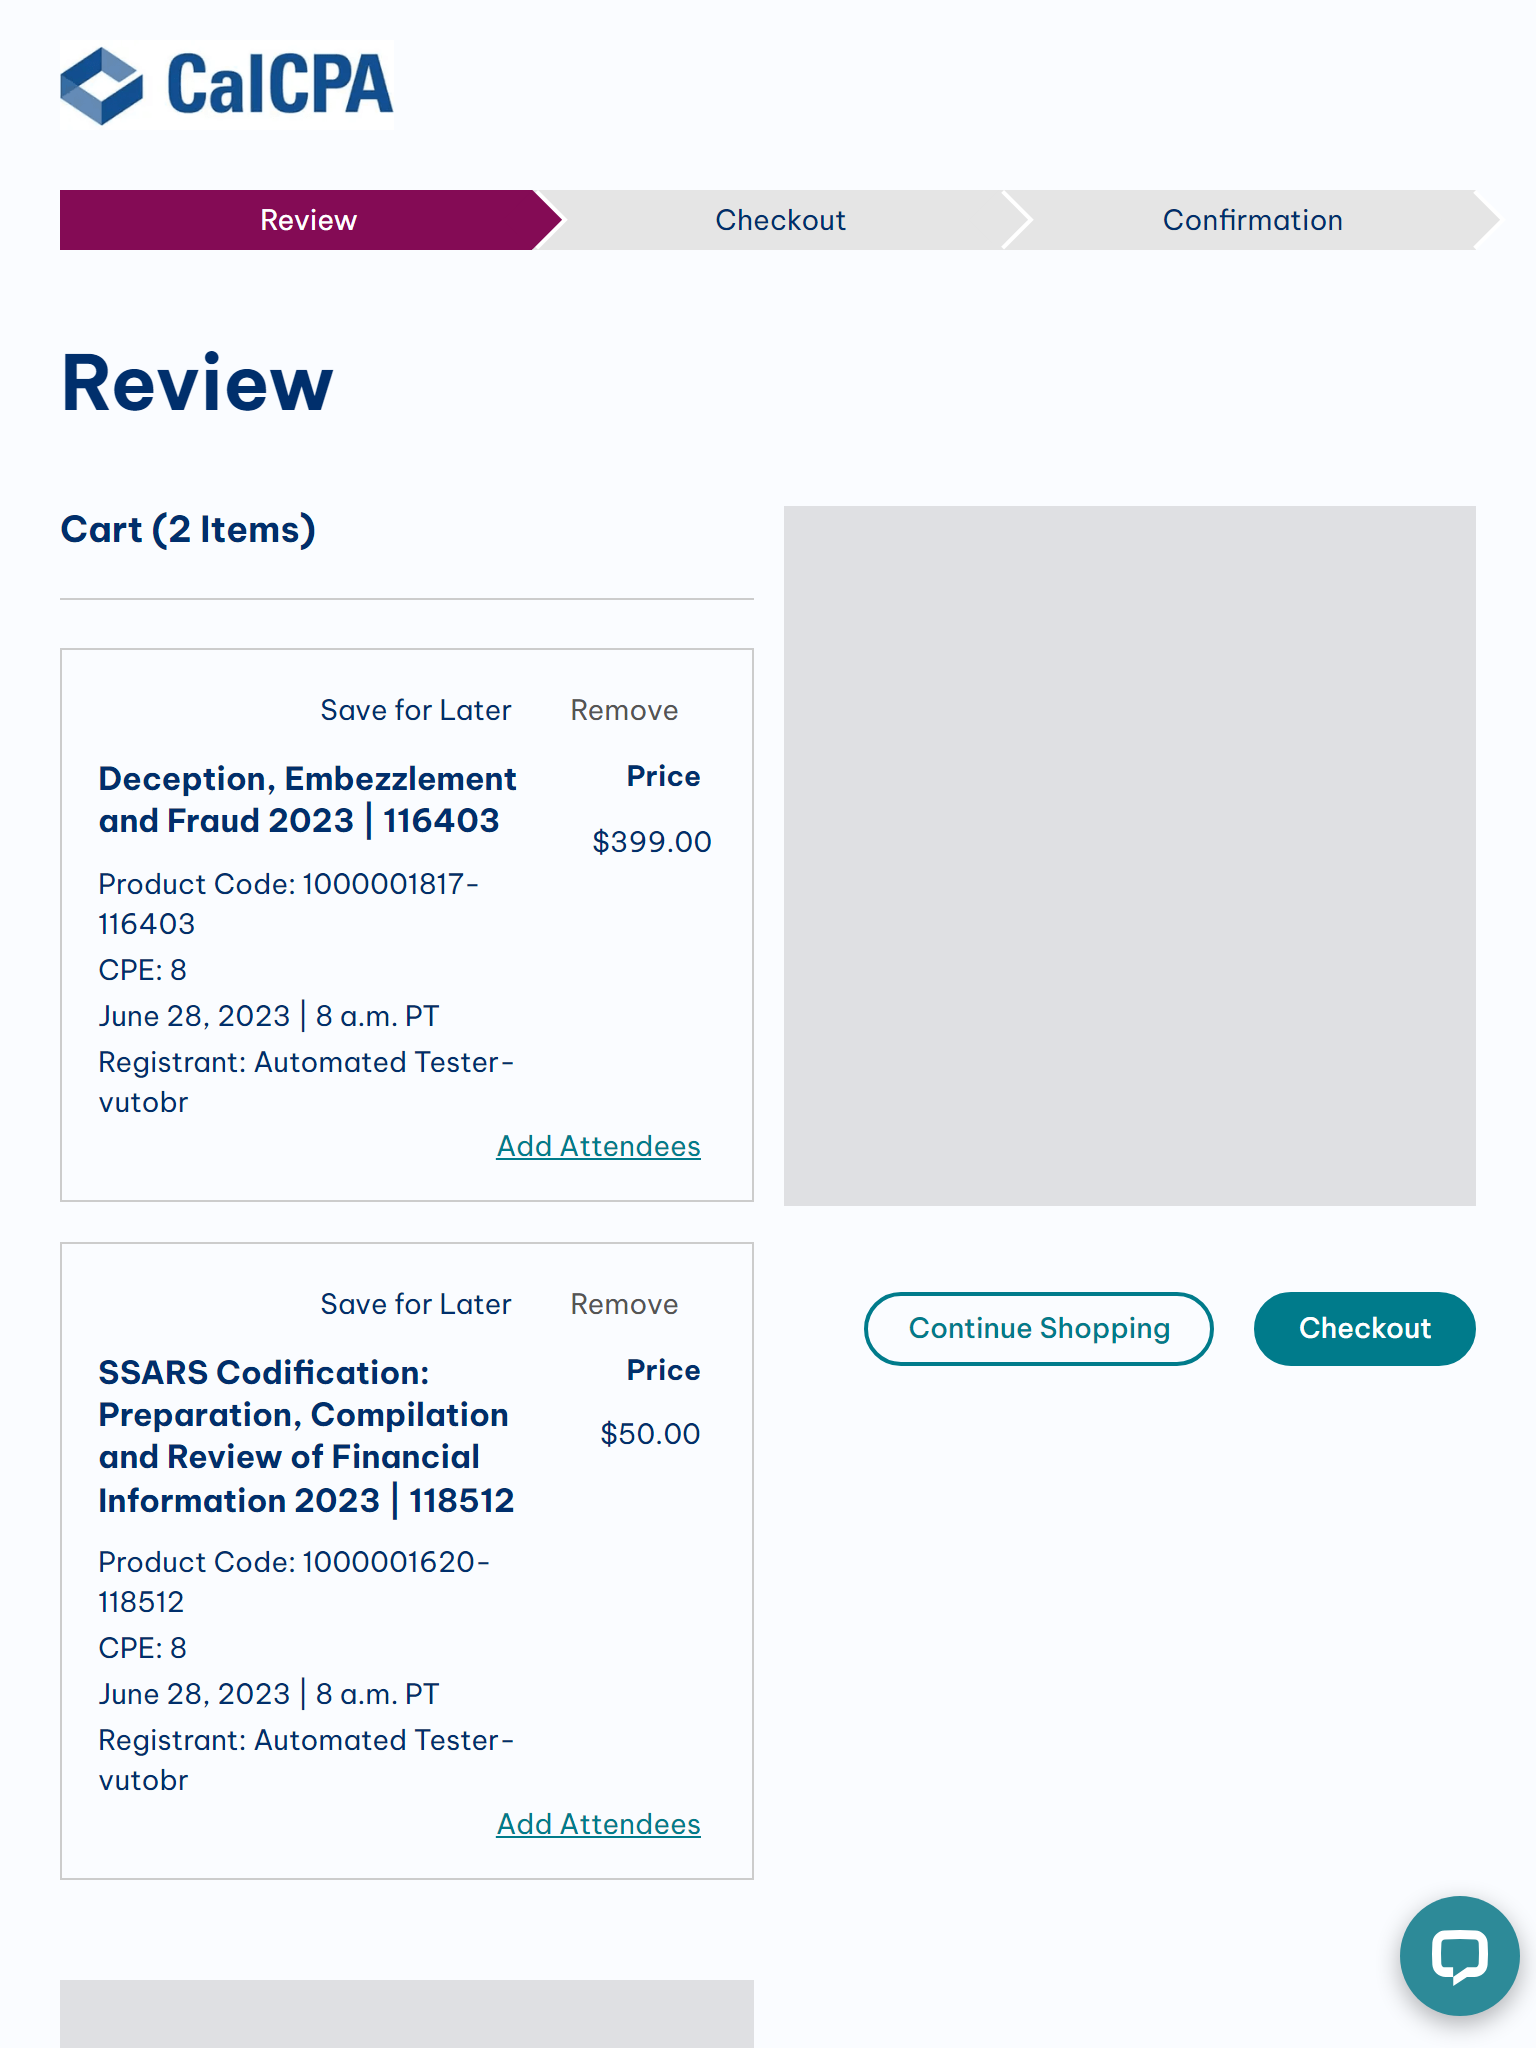 CalCPA
Review
Checkout
Confirmation
Review
Cart (2 Items)
Save for Later
Remove
Deception, Embezzlement
and Fraud 2023 | 116403
Price
$399.00
Product Code: 1000001817-
116403
CPE: 8
June 28, 2023 | 8 a.m. PT
Registrant: Automated Tester-
vutobr
Add Attendees
Save for Later
Remove
SSARS Codification:
Preparation, Compilation
and Review of Financial
Information 2023 | 118512
Price
$50.00
Product Code: 1000001620-
118512
CPE: 8
June 28, 2023 | 8 a.m. PT
Registrant: Automated Tester-
vutobr
Add Attendees
Continue Shopping
Checkout